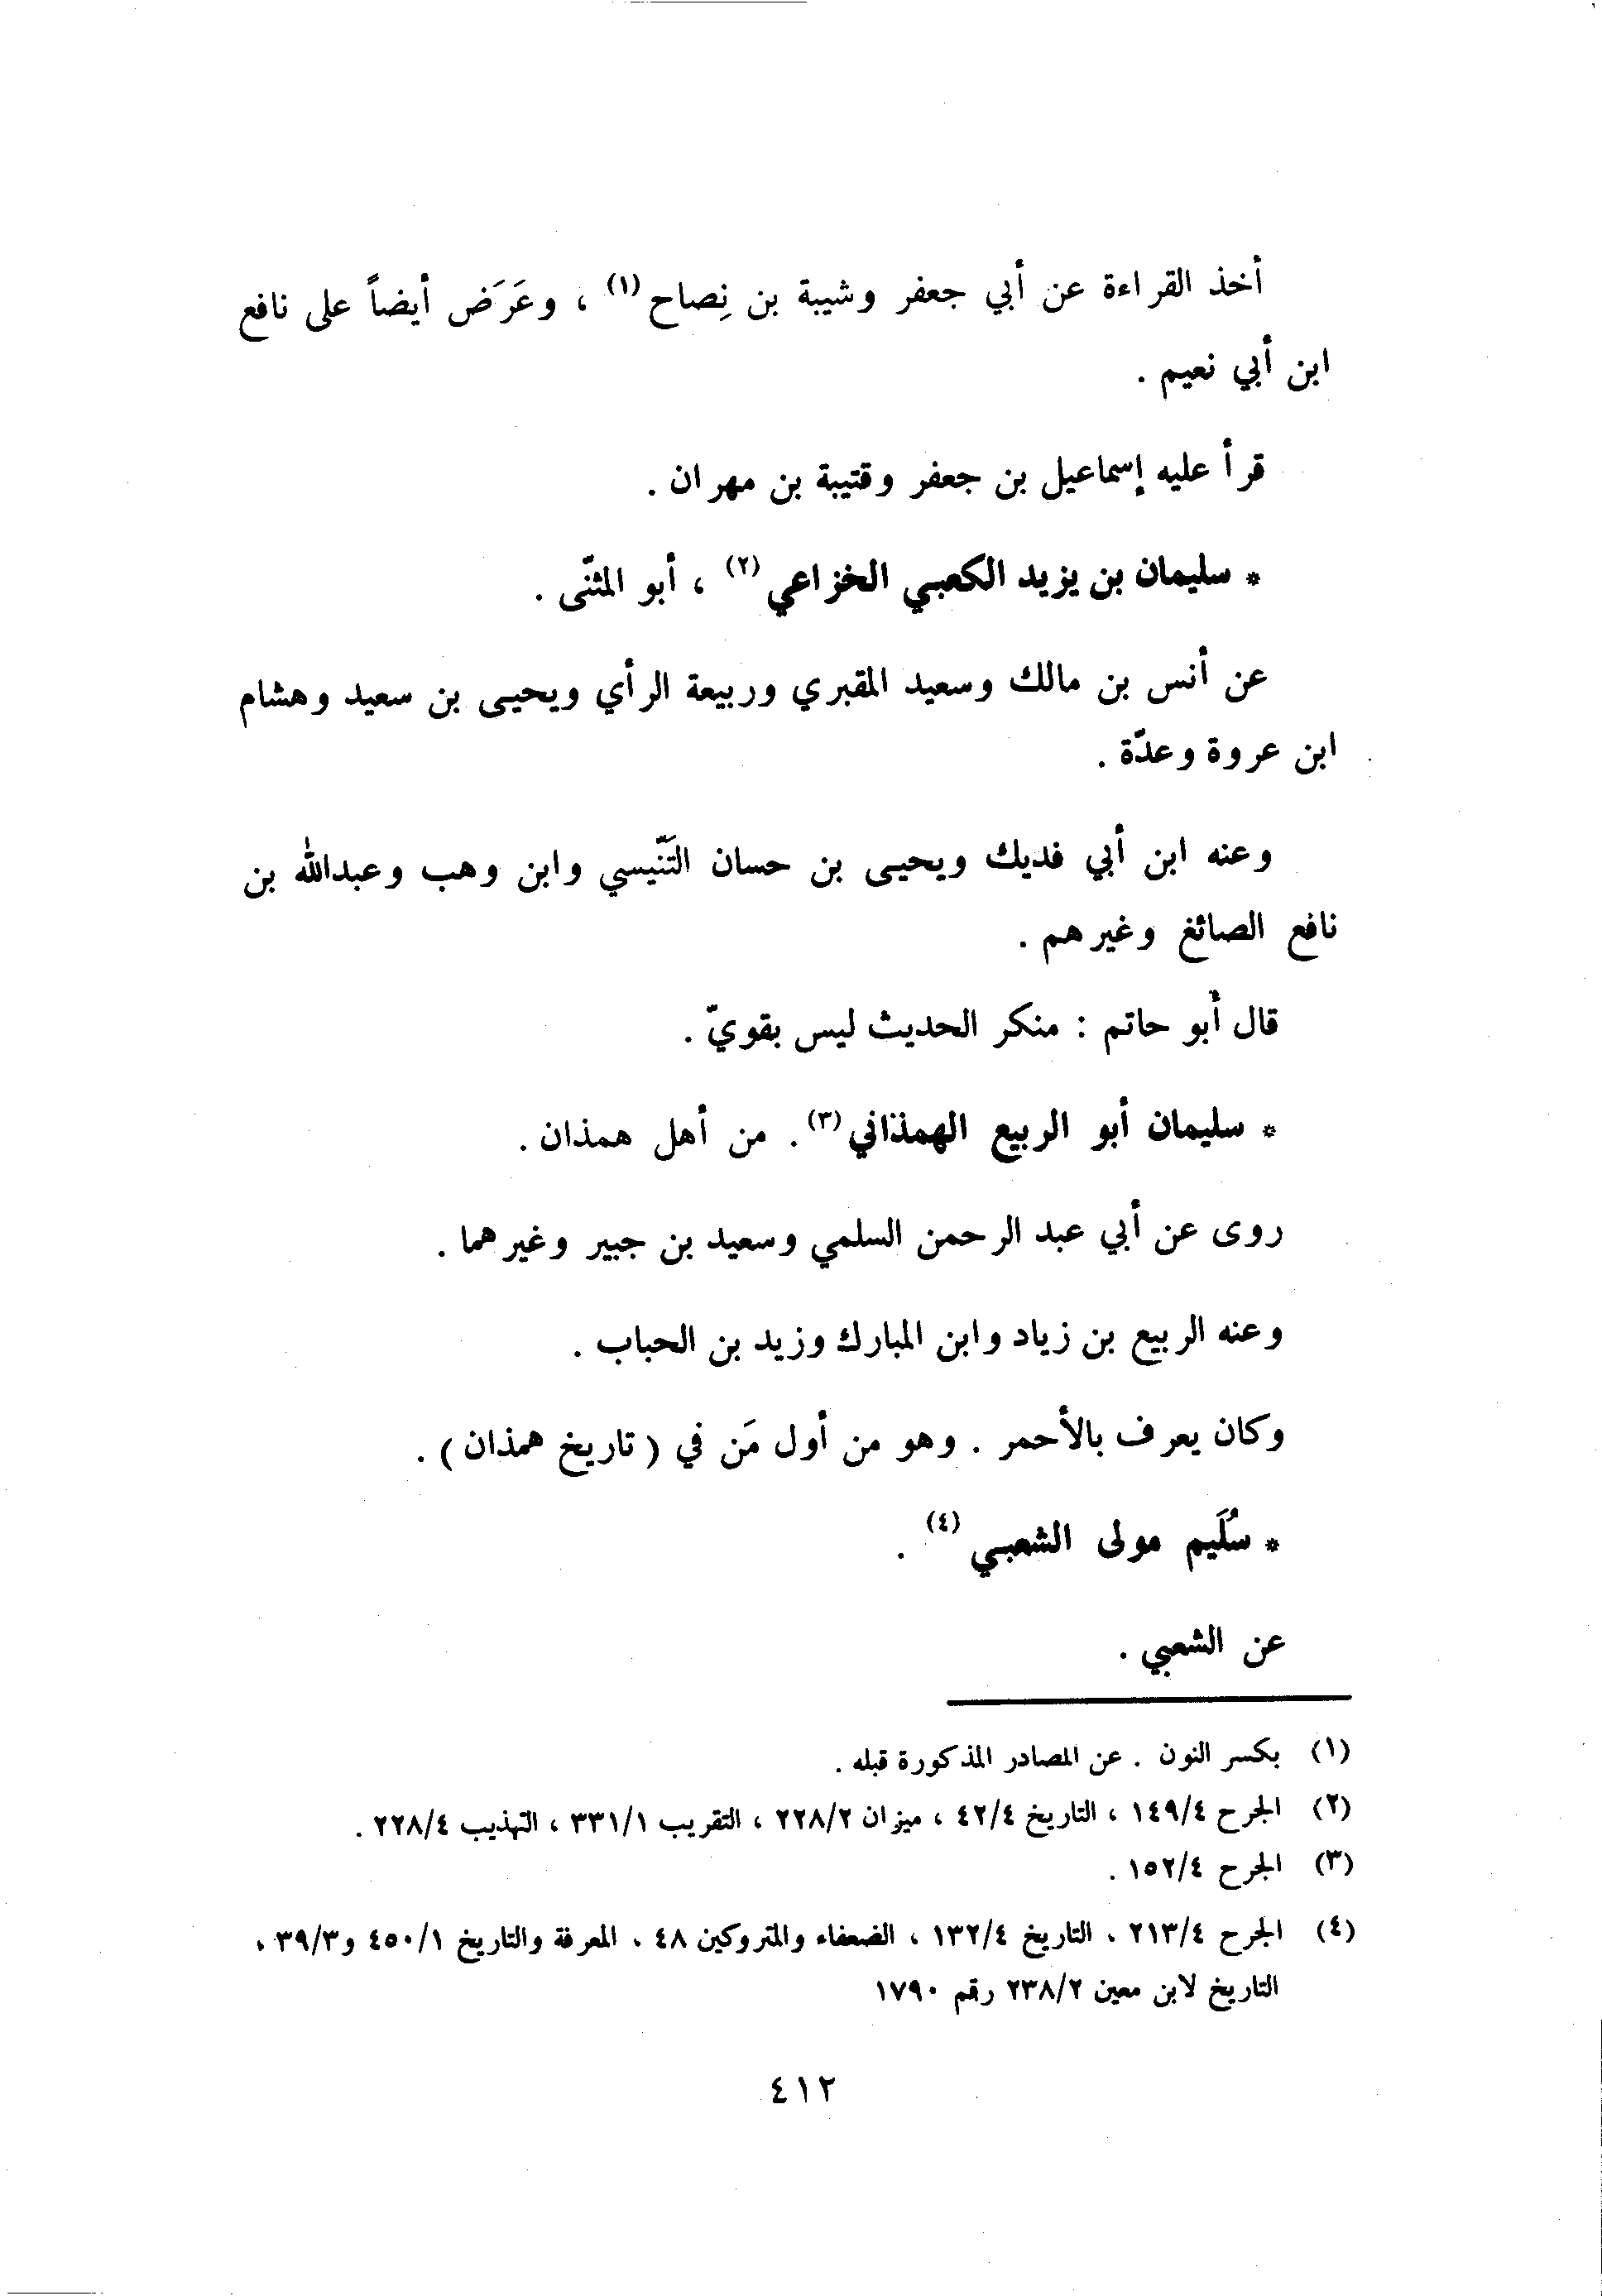 أخذ القراءة عن أبي جعفر وشيبة بن نِصاح (١) ، وعَرَض أيضاً على نافع
ابن أبي نعيم .
قرأ عليه إسماعيل بن جعفر وقتيبة بن مهران .
* سليمان بن يزيد الكعبي الخزاعي (٢) ، أبو المثنّى .
عن أنس بن مالك وسعيد المقبري وربيعة الرأي ويحيى بن سعيد وهشام
ابن عروة وعدّة .
وعنه ابن أبي فديك ويحيى بن حسان التَنّيسي وابن وهب وعبدالله بن
نافع الصائغ وغيرهم .
قال أبو حاتم : منكر الحديث ليس بقويّ .
* سليمان أبو الربيع الهمذاني (٣) . من أهل همذان .
روى عن أبي عبد الرحمن السلمي وسعيد بن جبير وغيرهما .
وعنه الربيع بن زياد وابن المبارك وزيد بن الحباب .
وكان يعرف بالأحمر . وهو من أول مَن في ( تاريخ همذان ) .
* سُلَيم مولى الشعبي (٤) .
عن الشعبي .
(١) بكسر النون . عن المصادر المذكورة قبله .
(٢) الجرح ١٤٩/٤ ، التاريخ ٤٢/٤ ، ميزان ٢٢٨/٢ ، التقريب ٣٣١/١ ، التهذيب ٢٢٨/٤ .
(٣) الجرح ١٥٢/٤ .
(٤) الجرح ٢١٣/٤ ، التاريخ ١٣٢/٤ ، الضعفاء والمتروكين ٤٨ ، المعرفة والتاريخ ٤٥٠/١ و٣٩/٣ ،
التاريخ لابن معين ٢٣٨/٢ رقم ١٧٩٠
٤١٢